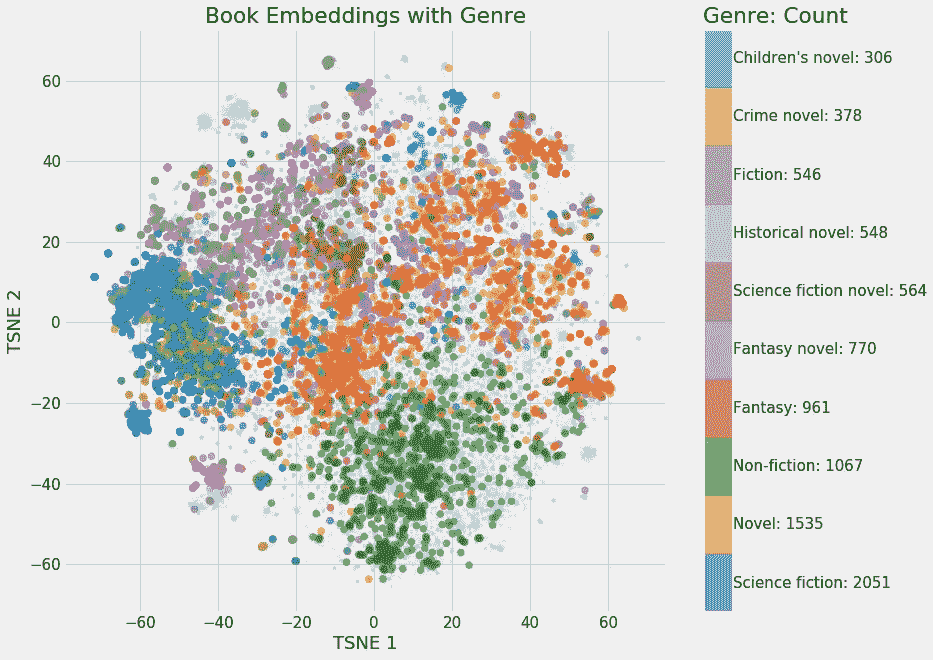 Book Embeddings with Genre
Genre: Count
Children's novel: 306
Crime novel: 378
Fiction: 546
Historical novel: 548
Science fiction novel: 564
Fantasy novel: 770
Fantasy: 961
Non-fiction: 1067
Novel: 1535
Science fiction: 2051
TSNE 2
60
40
20
0
−20
−40
−60
−60 −40 −20 0 20 40 60
TSNE 1